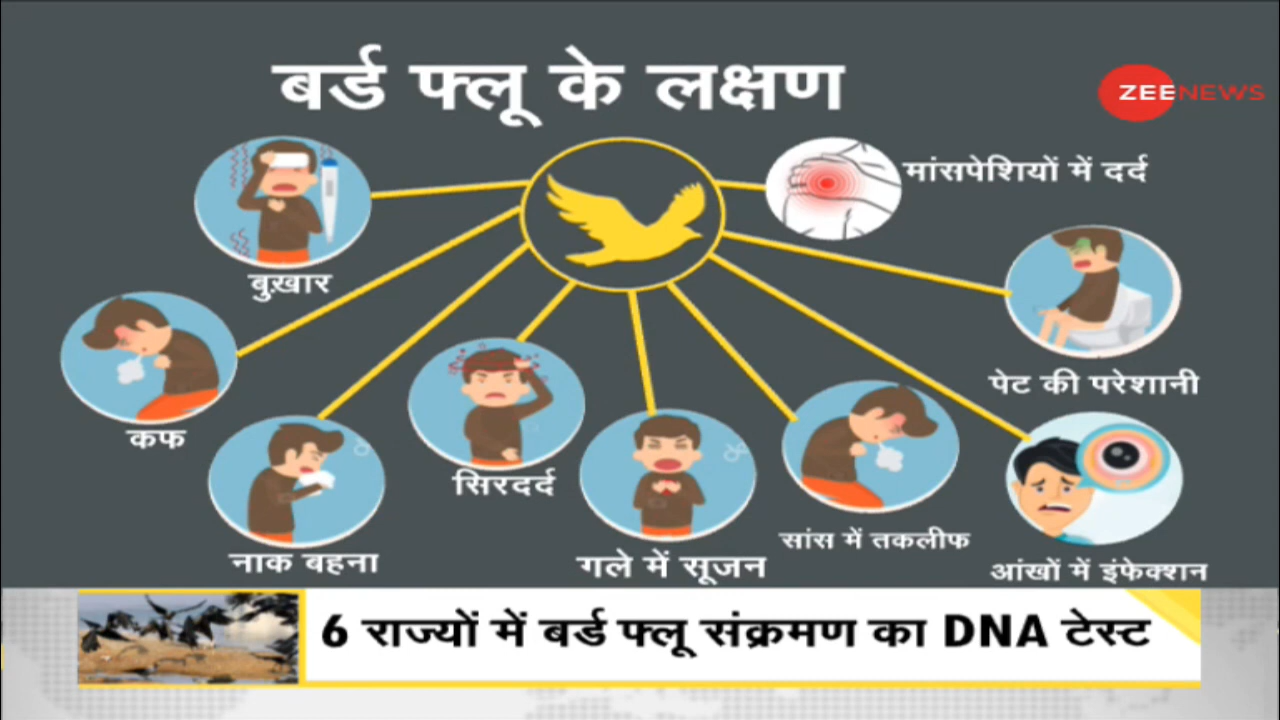 बर्ड फ्लू के लक्षण
ZEENEWS
मांसपेशियों में दर्द
बुख़ार
पेट की परेशानी
कफ
सिरदर्द
सांस में तकलीफ
नाक बहना
गले में सूजन
आंखों में इंफेक्शन
6 राज्यों में बर्ड फ्लू संक्रमण का DNA टेस्ट